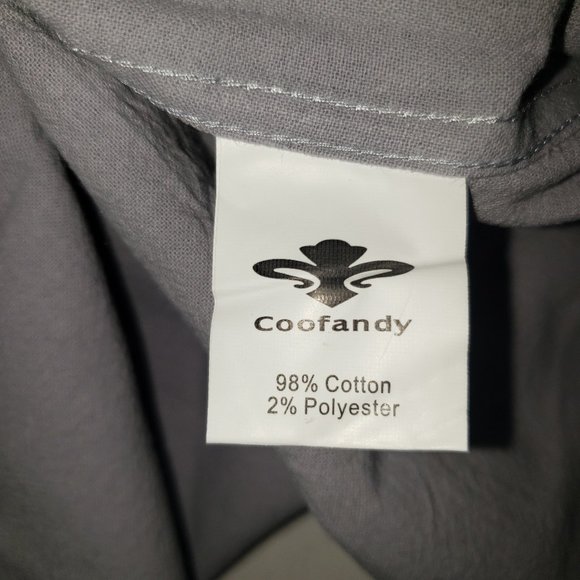 Coofandy
98% Cotton
2% Polyester